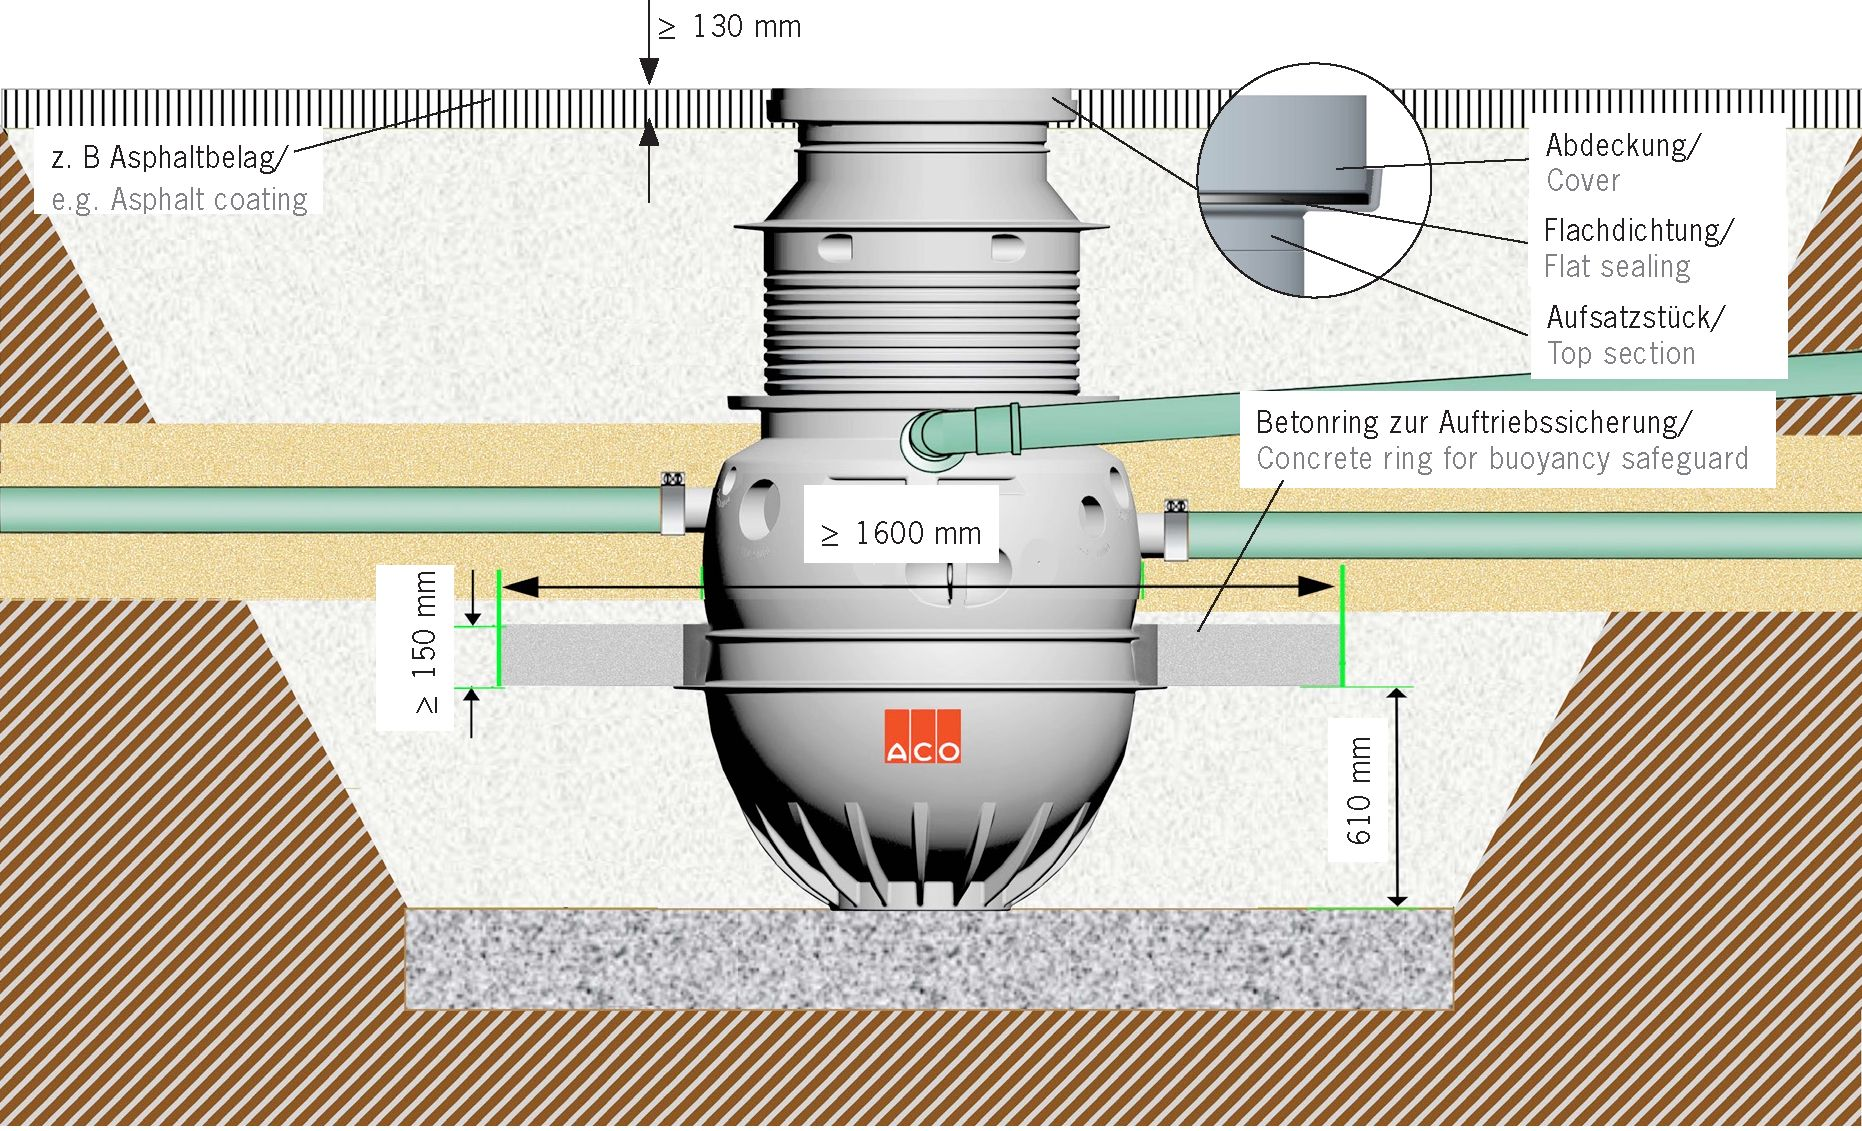 ≥ 130 mm
z. B Asphaltbelag/
e.g. Asphalt coating
Abdeckung/
Cover
Flachdichtung/
Flat sealing
Aufsatzstück/
Top section
Betonring zur Auftriebssicherung/
Concrete ring for buoyancy safeguard
≥ 1600 mm
≥ 150 mm
ACO
610 mm